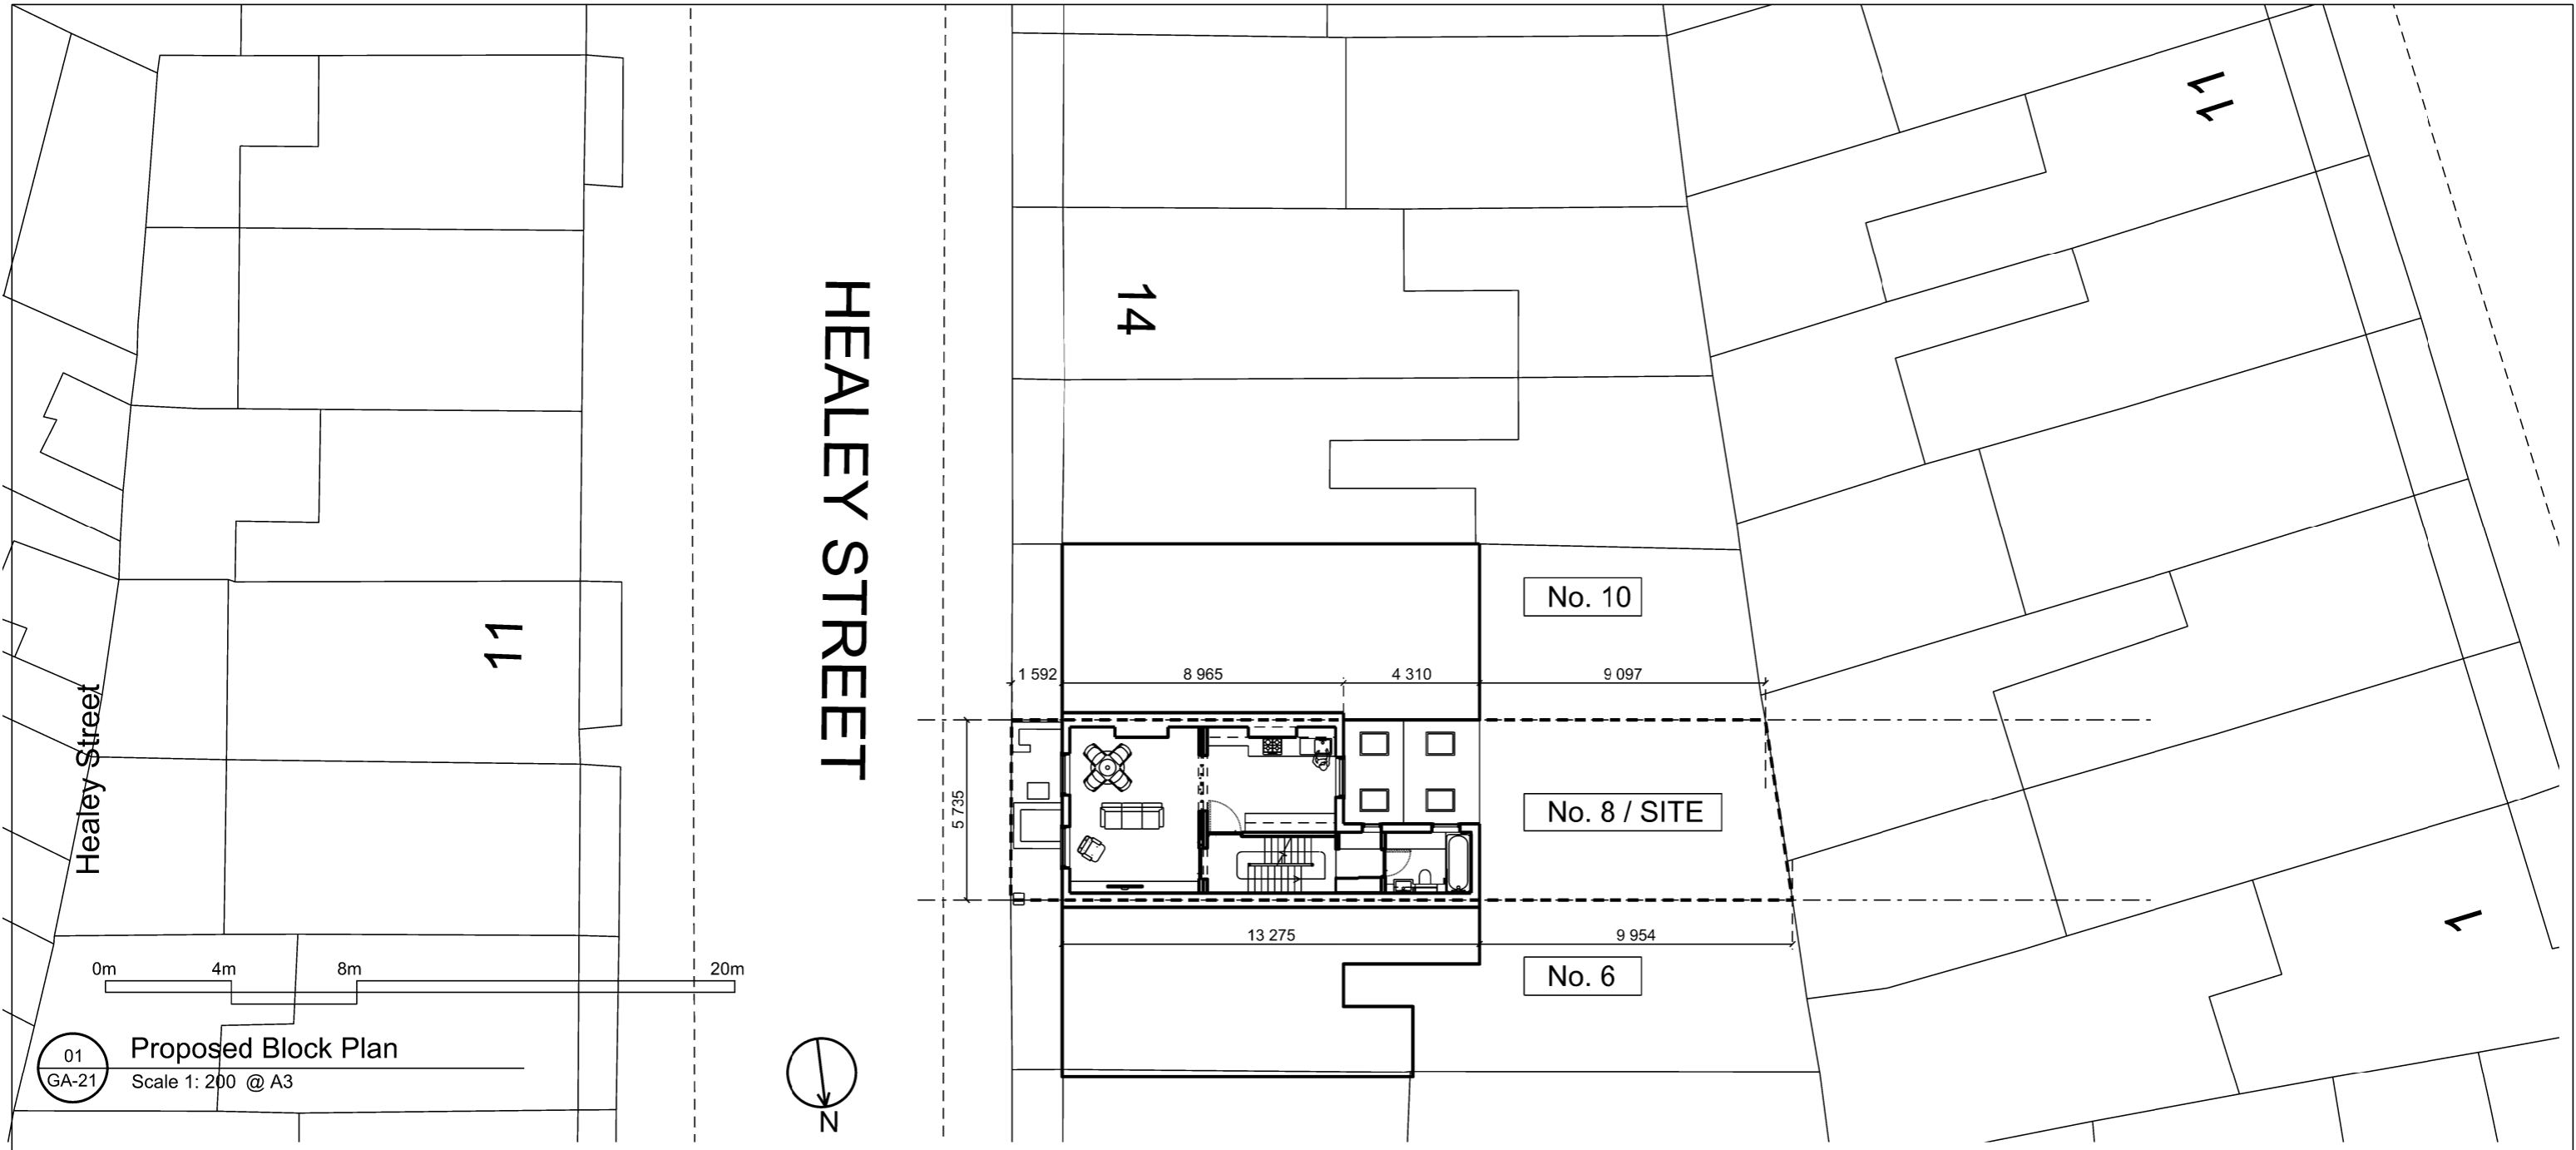 11
14
HEALEY STREET
No. 10
11
1 592
8 965
4 310
9 097
Healey Street
5 735
No. 8 / SITE
1
13 275
9 954
0m 4m 8m 20m
No. 6
01
GA-21
Proposed Block Plan
Scale 1: 200 @ A3
N